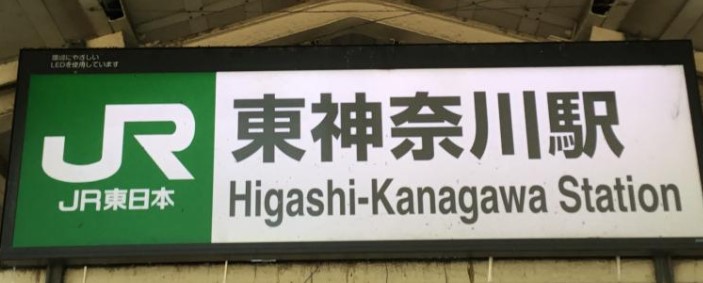 環境にやさしい
LEDを使用しています
JR
JR東日本
東神奈川駅
Higashi-Kanagawa Station